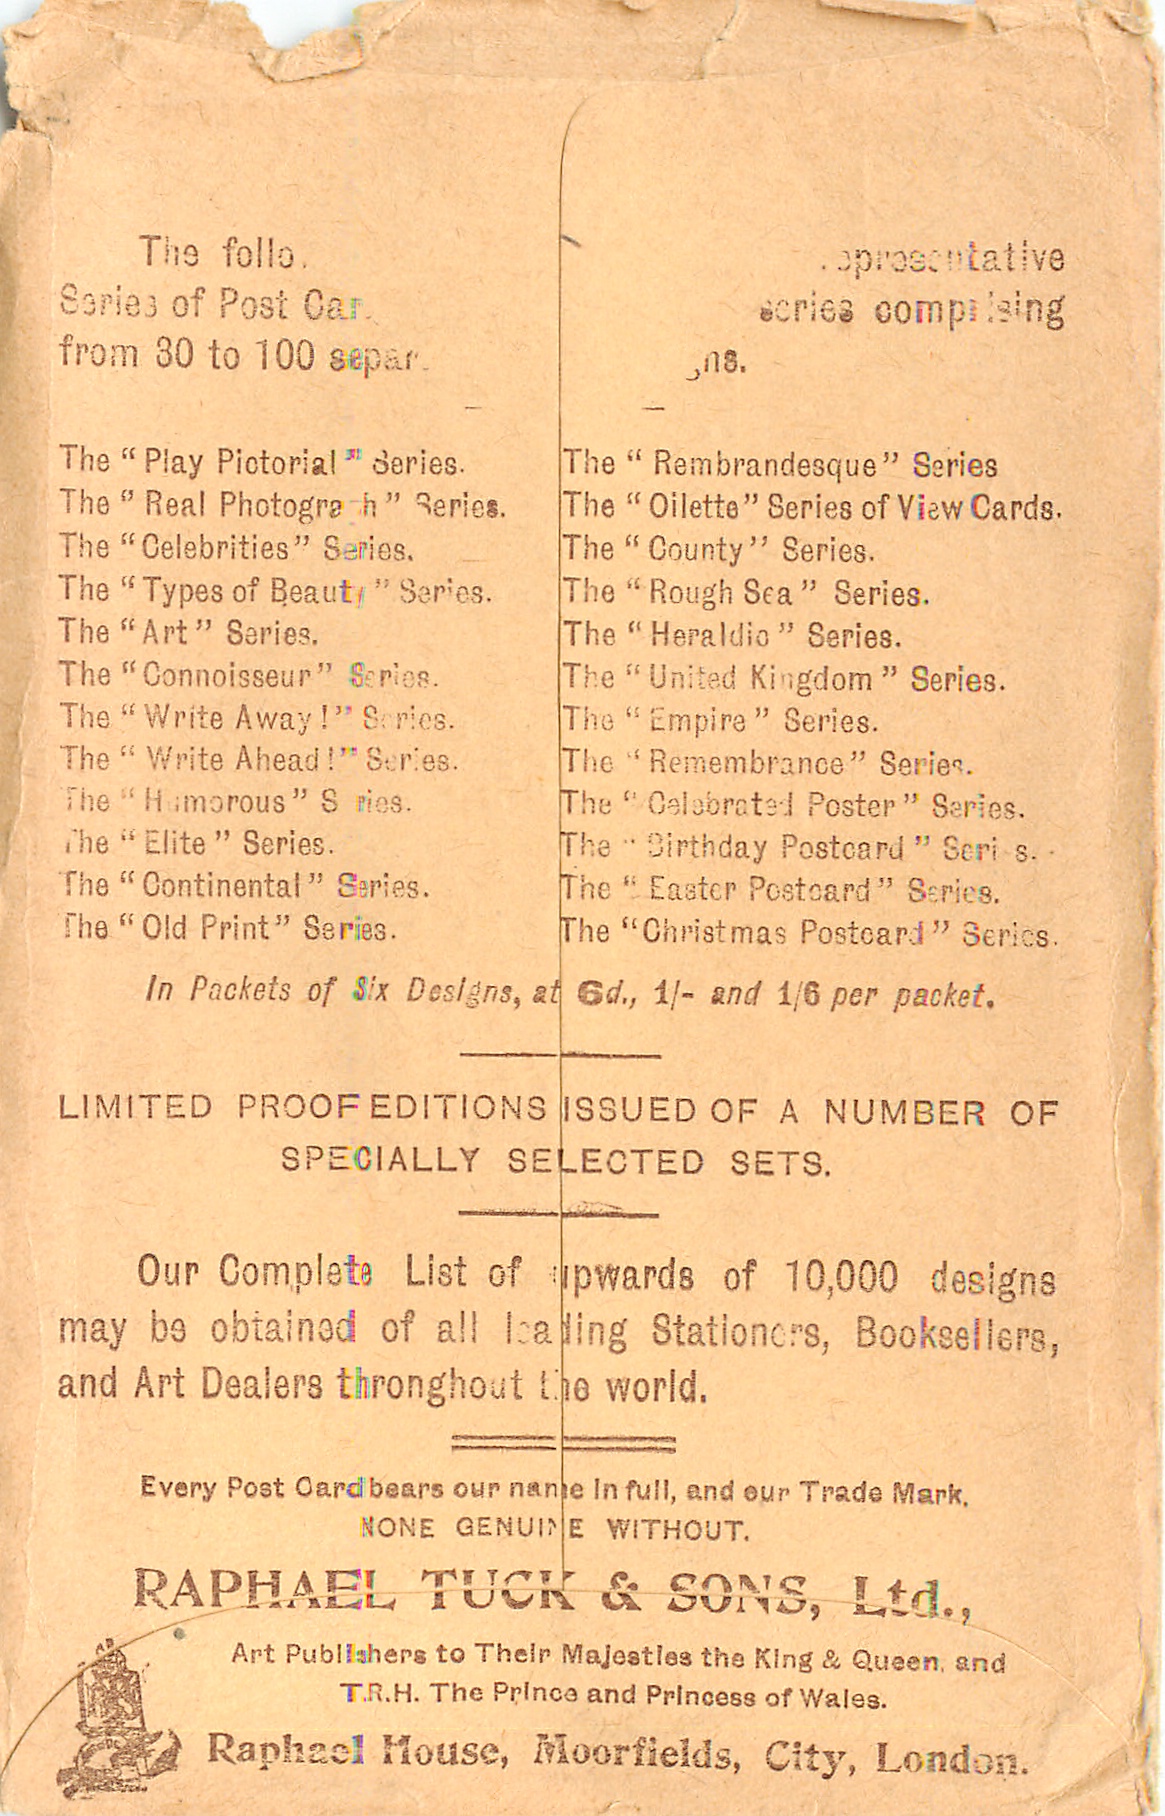 The follo
representative
Series of Post Car
series comprising
from 30 to 100 separ
ns.
The “Play Pictorial” Series.
The “Real Photograph” Series.
The “Celebrities” Series.
The “Types of Beauty” Series.
The “Art” Series.
The “Connoisseur” Series.
The “Write Away!” Series.
The “Write Ahead!” Series.
The “Humorous” Series.
The “Elite” Series.
The “Continental” Series.
The “Old Print” Series.
The “Rembrandesque” Series
The “Oilette” Series of View Cards.
The “County” Series.
The “Rough Sea” Series.
The “Heraldic” Series.
The “United Kingdom” Series.
The “Empire” Series.
The “Remembrance” Series.
The “Celebrated Poster” Series.
The “Birthday Postcard” Series.
The “Easter Postcard” Series.
The “Christmas Postcard” Series.
In Packets of Six Designs, at 6d., 1/- and 1/6 per packet.
LIMITED PROOF EDITIONS ISSUED OF A NUMBER OF
SPECIALLY SELECTED SETS.
Our Complete List of upwards of 10,000 designs
may be obtained of all leading Stationers, Booksellers,
and Art Dealers thronghout the world.
Every Post Card bears our name in full, and our Trade Mark.
NONE GENUINE WITHOUT.
RAPHAEL TUCK & SONS, Ltd.,
Art Publishers to Their Majesties the King & Queen, and
T.R.H. The Prince and Princess of Wales.
Raphael House, Moorfields, City, London.